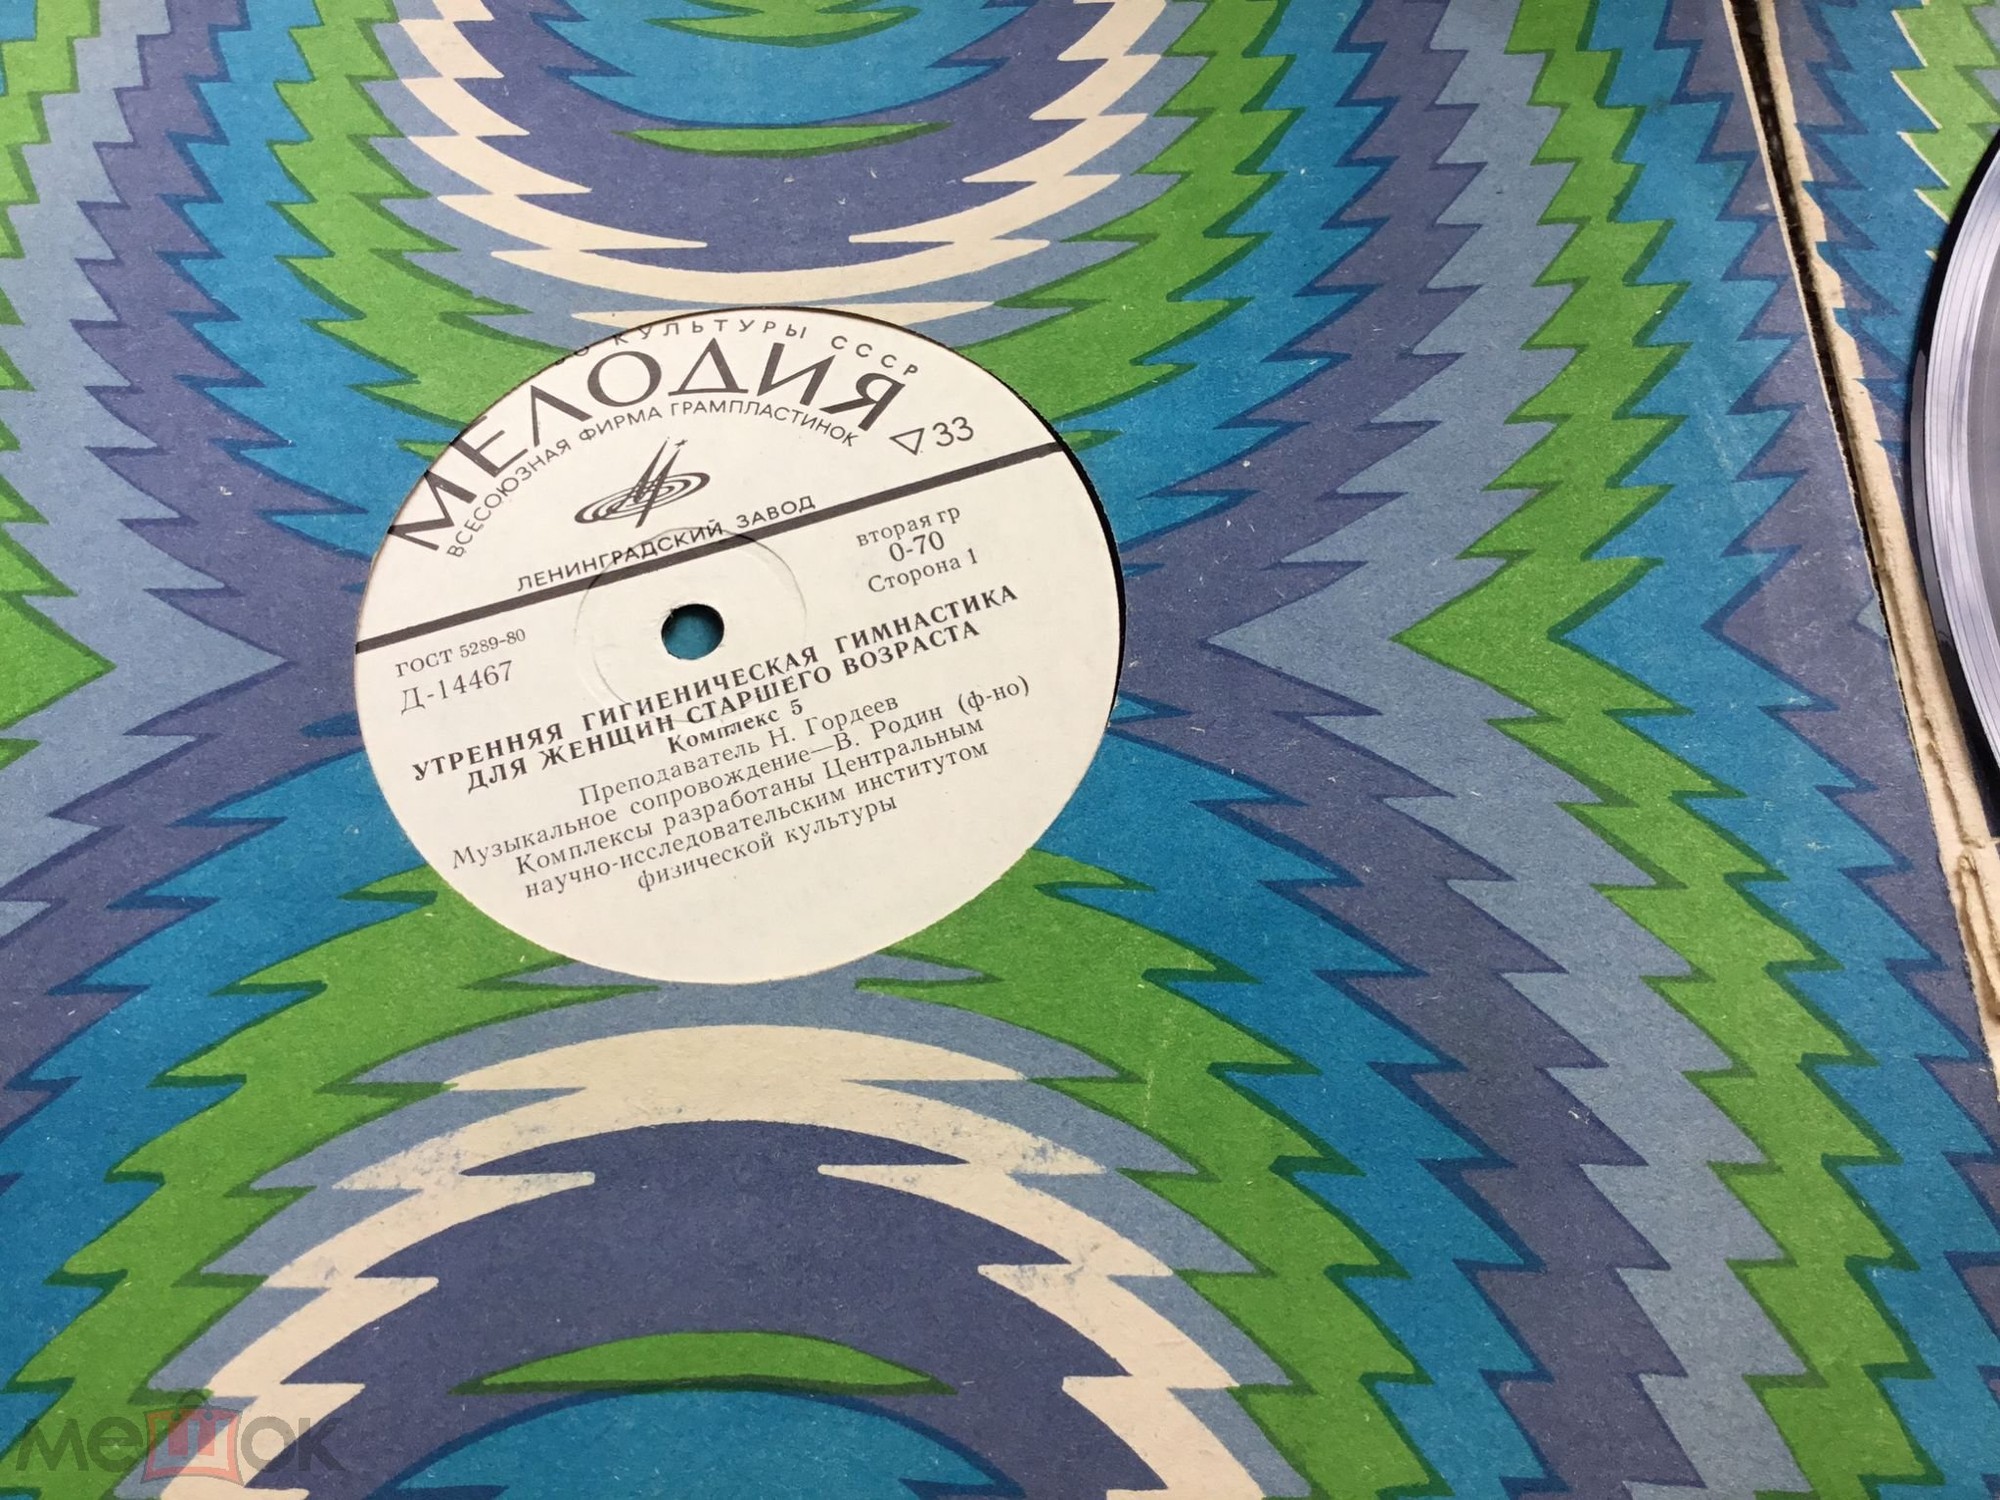 КУЛЬТУРЫ СССР
МЕЛОДИЯ
ВСЕСОЮЗНАЯ ФИРМА ГРАМПЛАСТИНОК
33
ЛЕНИНГРАДСКИЙ ЗАВОД
вторая гр
0-70
Сторона 1
ГОСТ 5289-80
Д-14467
УТРЕННЯЯ ГИГИЕНИЧЕСКАЯ ГИМНАСТИКА
ДЛЯ ЖЕНЩИН СТАРШЕГО ВОЗРАСТА
Комплекс 5
Преподаватель Н. Гордеев
Музыкальное сопровождение—В. Родин (ф-но)
Комплексы разработаны Центральным
научно-исследовательским институтом
физической культуры
мешок